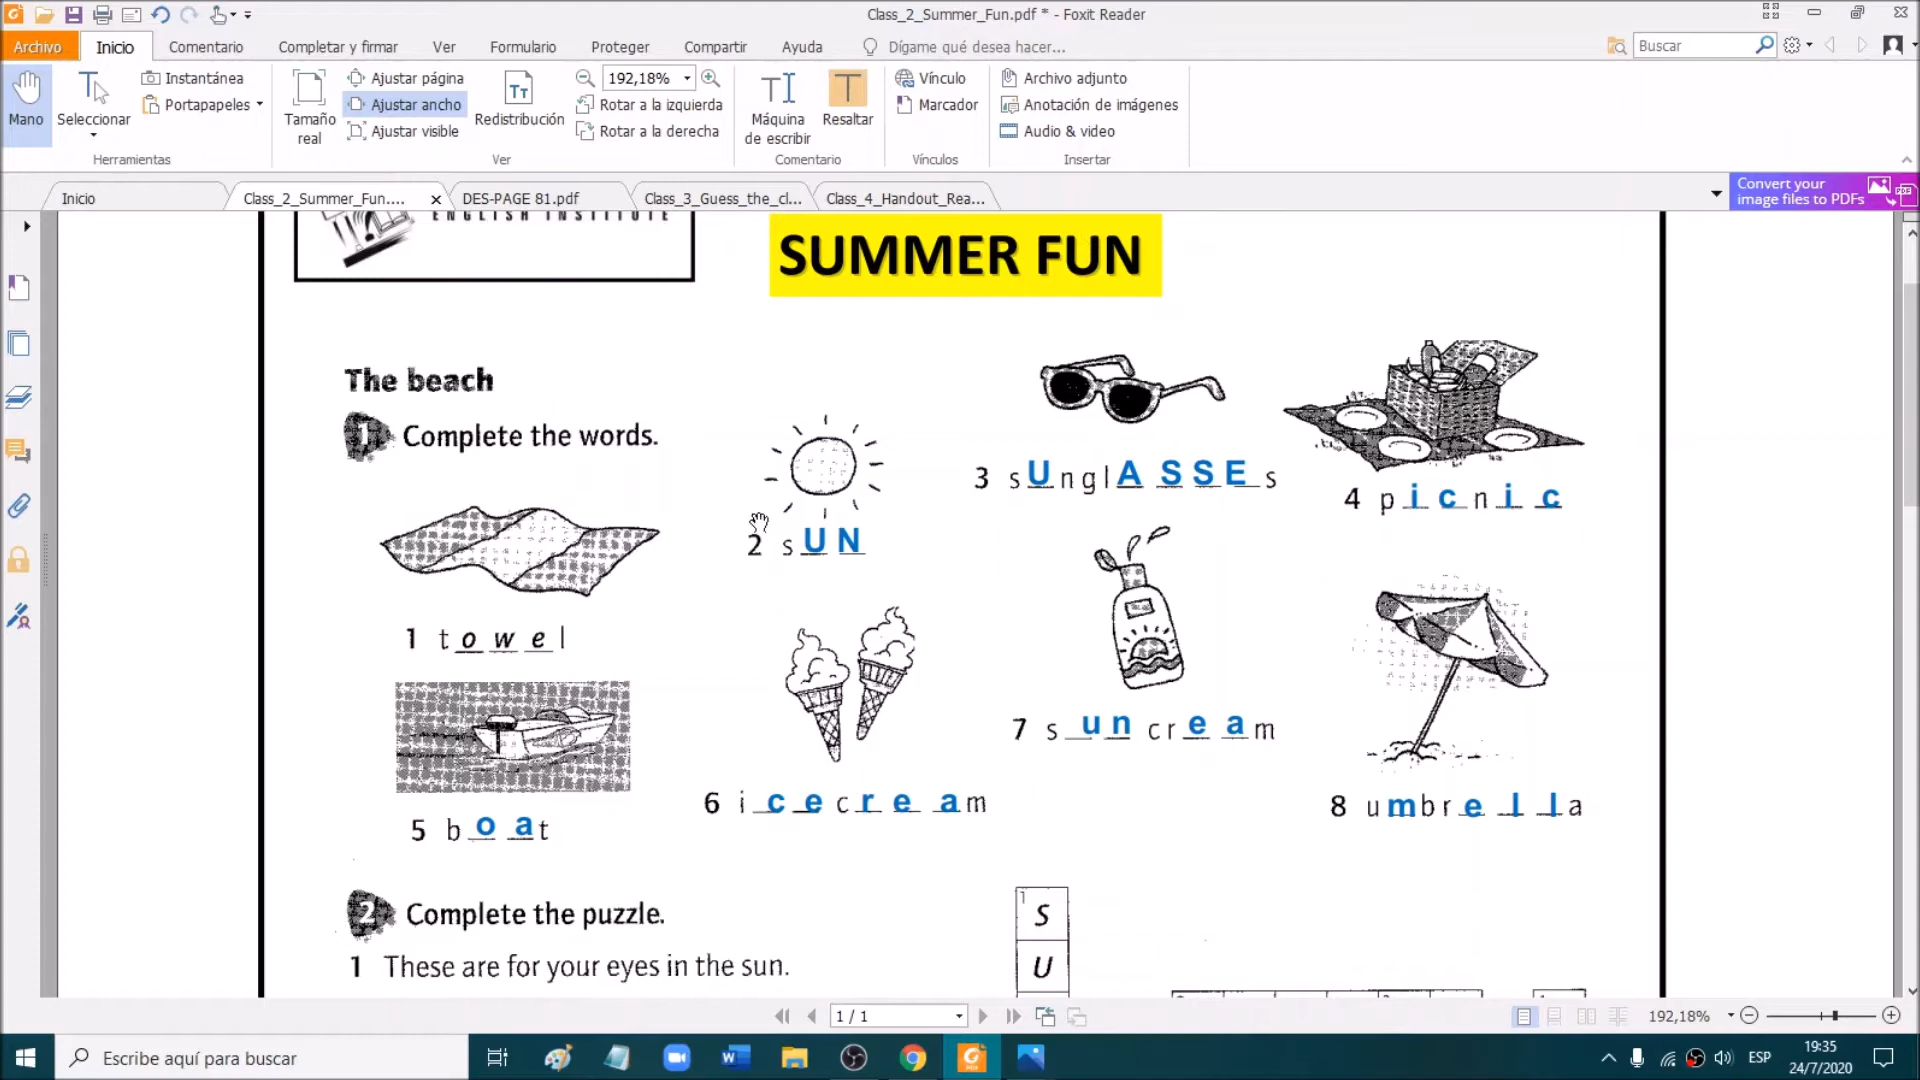 Class_2_Summer_Fun.pdf * - Foxit Reader
Archivo Inicio Comentario Completar y firmar Ver Formulario Proteger Compartir Ayuda Dígame qué desea hacer... Buscar
Mano
Seleccionar
Instantánea
Portapapeles
Herramientas
Tamaño real
Ajustar página
Ajustar ancho
Ajustar visible
Redistribución
192,18%
Rotar a la izquierda
Rotar a la derecha
Ver
Máquina de escribir
Resaltar
Comentario
Vínculo
Marcador
Vínculos
Archivo adjunto
Anotación de imágenes
Audio & video
Insertar
Inicio Class_2_Summer_Fun.... DES-PAGE 81.pdf Class_3_Guess_the_cl... Class_4_Handout_Rea...
Convert your
image files to PDFs
ENGLISH INSTITUTE
SUMMER FUN
The beach
1 Complete the words.
1 towel
2 sUN
3 sUnglASSEs
4 picnic
5 boat
6 icecream
7 suncream
8 umbrella
2 Complete the puzzle.
1 These are for your eyes in the sun.
1 S
U
1 / 1
192,18%
Escribe aquí para buscar
ESP
19:35
24/7/2020